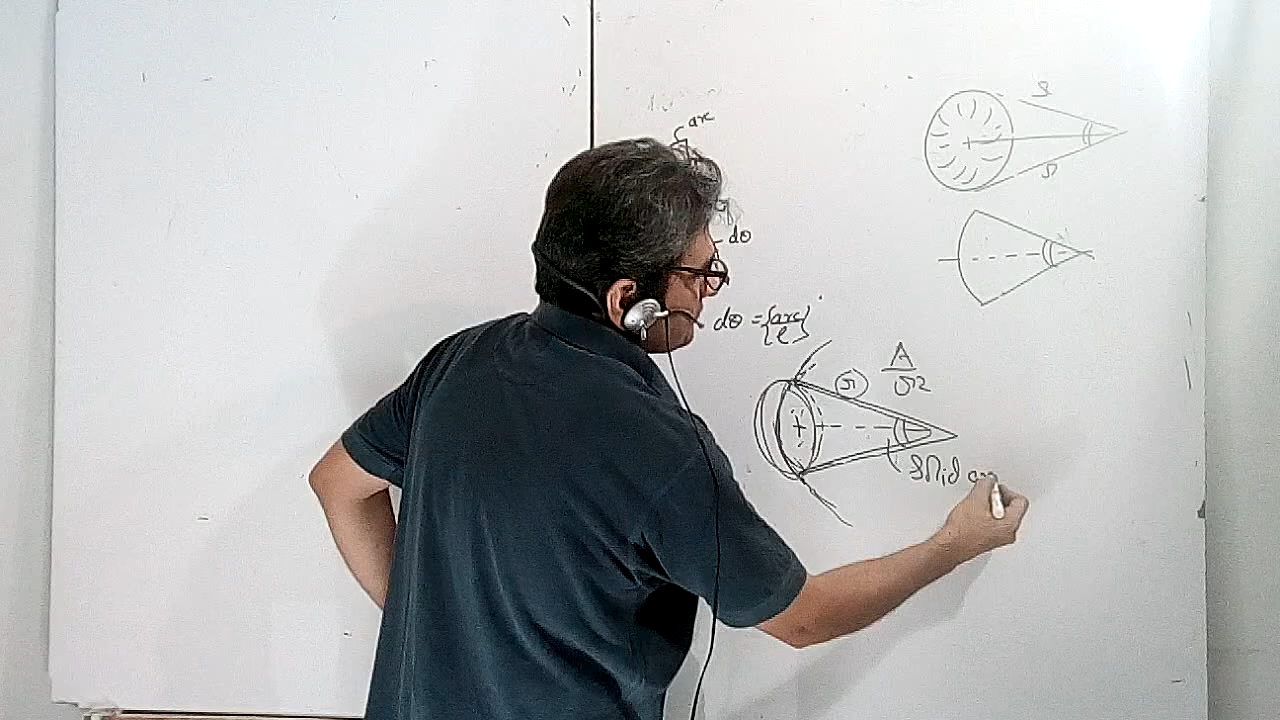 arc
dθ
dθ = {arc/r}
r
r
r
A
r2
solid an